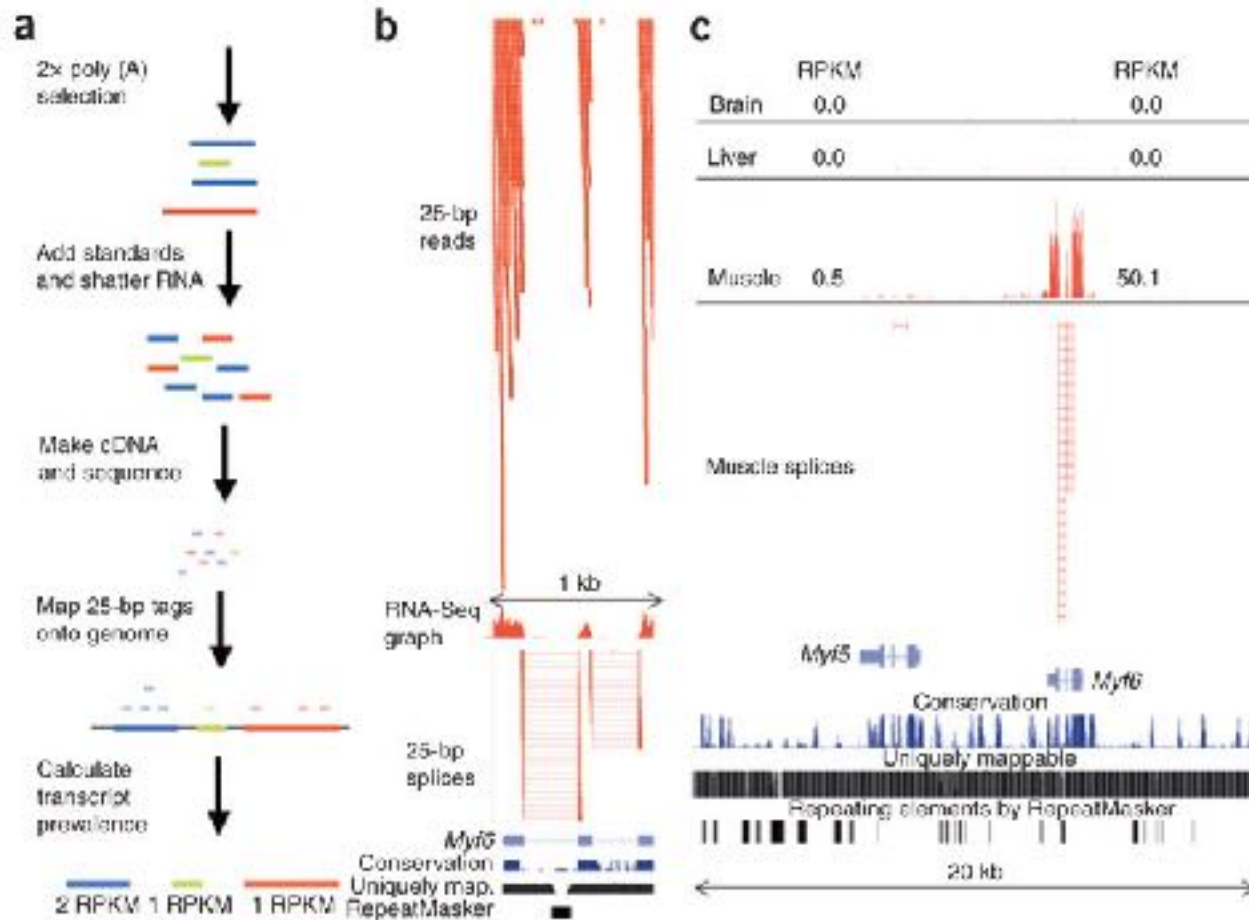 a
2× poly (A)
selection
Add standards
and shatter RNA
Make cDNA
and sequence
Map 25-bp tags
onto genome
Calculate
transcript
prevalence
2 RPKM 1 RPKM 1 RPKM
b
25-bp
reads
1 kb
RNA-Seq
graph
25-bp
splices
Myf6
Conservation
Uniquely map.
RepeatMasker
c
RPKM RPKM
Brain 0.0 0.0
Liver 0.0 0.0
Muscle 0.5 50.1
Muscle splices
Myf5
Myf6
Conservation
Uniquely mappable
Repeating elements by RepeatMasker
20 kb